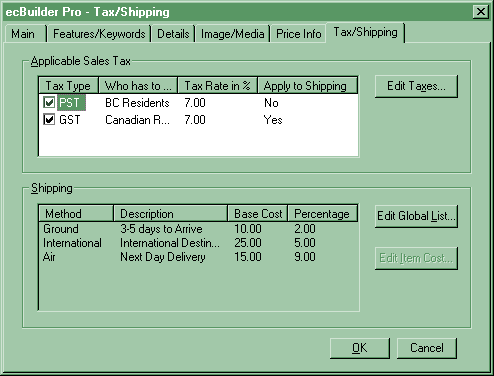 ecBuilder Pro - Tax/Shipping
Main Features/Keywords Details Image/Media Price Info Tax/Shipping
Applicable Sales Tax
Tax Type Who has to ... Tax Rate in % Apply to Shipping
PST BC Residents 7.00 No
GST Canadian R... 7.00 Yes
Edit Taxes...
Shipping
Method Description Base Cost Percentage
Ground 3-5 days to Arrive 10.00 2.00
International International Destin... 25.00 5.00
Air Next Day Delivery 15.00 9.00
Edit Global List...
Edit Item Cost...
OK Cancel